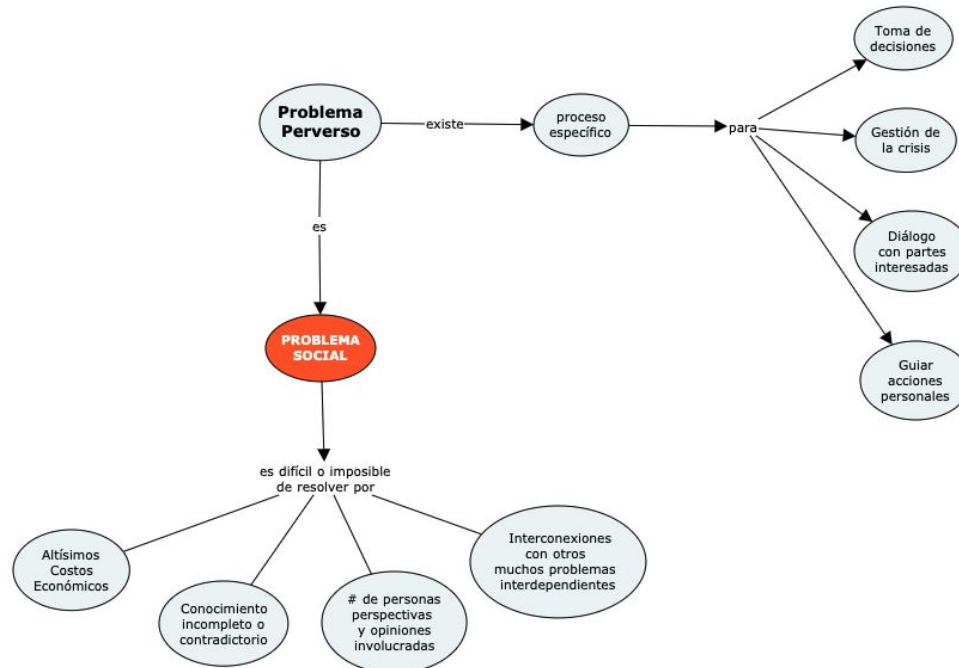 Toma de
decisiones
Problema
Perverso
existe
proceso
específico
para
Gestión de
la crisis
es
Diálogo
con partes
interesadas
PROBLEMA
SOCIAL
Guiar
acciones
personales
es difícil o imposible
de resolver por
Altísimos
Costos
Económicos
Conocimiento
incompleto o
contradictorio
# de personas
perspectivas
y opiniones
involucradas
Interconexiones
con otros
muchos problemas
interdependientes